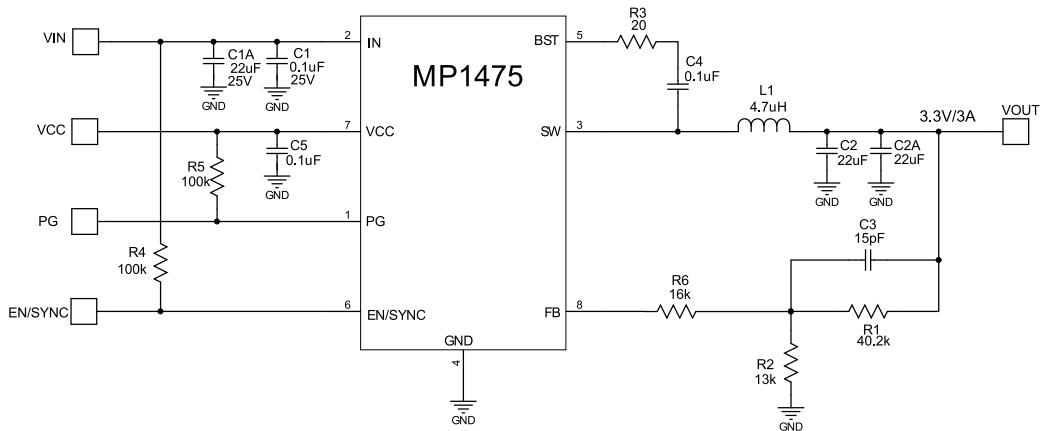 VIN
C1A
22uF
25V
GND
C1
0.1uF
25V
GND
2
IN
MP1475
BST
5
R3
20
C4
0.1uF
VCC
7
VCC
R5
100k
C5
0.1uF
GND
SW
3
L1
4.7uH
3.3V/3A
VOUT
C2
22uF
GND
C2A
22uF
GND
PG
1
PG
R4
100k
C3
15pF
EN/SYNC
6
EN/SYNC
FB
8
R6
16k
R1
40.2k
R2
13k
GND
GND
4
GND